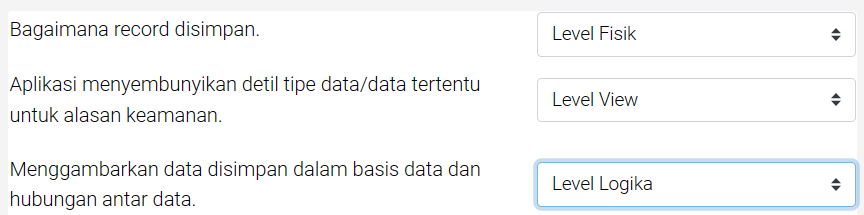 Bagaimana record disimpan.
Level Fisik
Aplikasi menyembunyikan detil tipe data/data tertentu
untuk alasan keamanan.
Level View
Menggambarkan data disimpan dalam basis data dan
hubungan antar data.
Level Logika